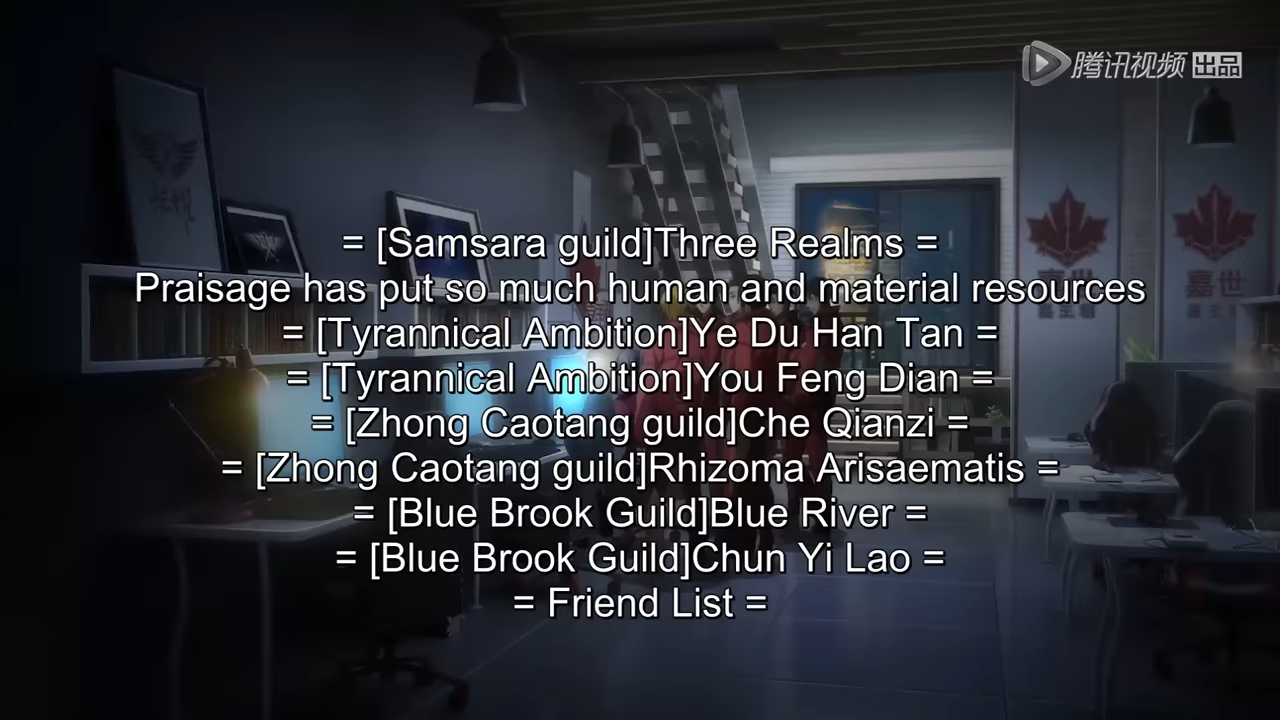 腾讯视频 出品
= [Samsara guild]Three Realms =
Praisage has put so much human and material resources
= [Tyrannical Ambition]Ye Du Han Tan =
= [Tyrannical Ambition]You Feng Dian =
= [Zhong Caotang guild]Che Qianzi =
= [Zhong Caotang guild]Rhizoma Arisaematis =
= [Blue Brook Guild]Blue River =
= [Blue Brook Guild]Chun Yi Lao =
= Friend List =
嘉世
嘉世